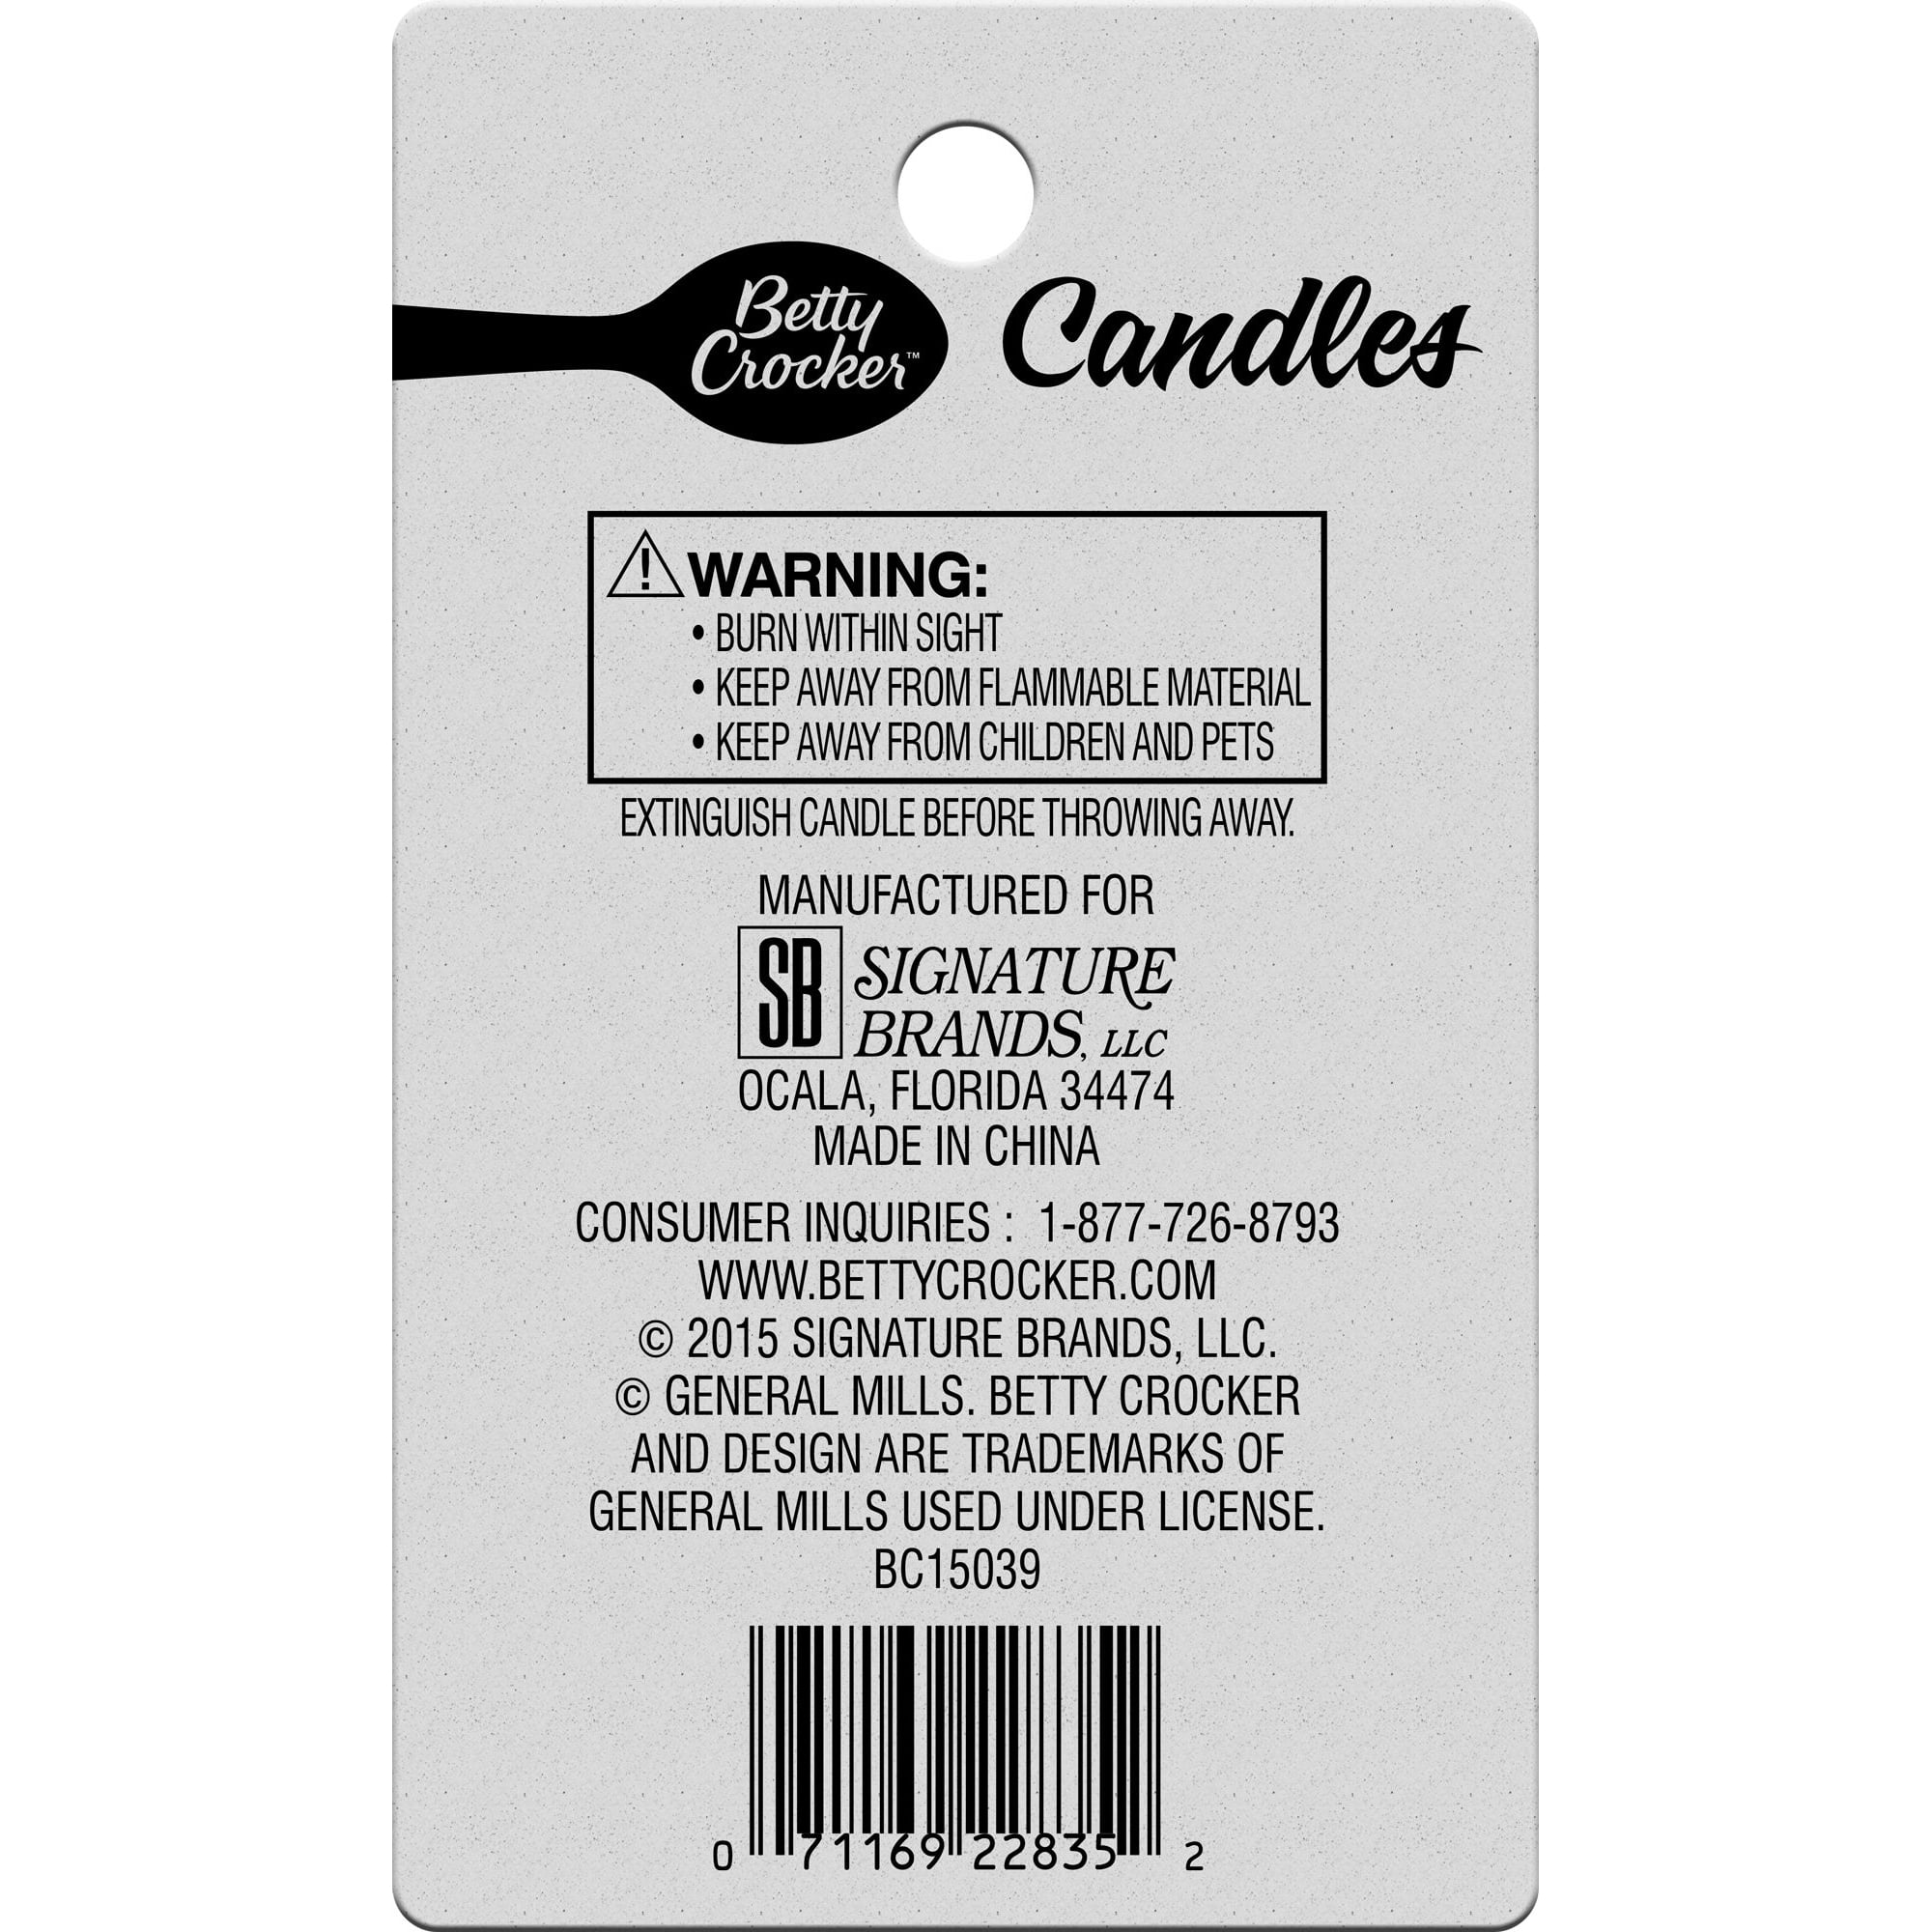 Betty
Crocker™
Candles
⚠ WARNING:
• BURN WITHIN SIGHT
• KEEP AWAY FROM FLAMMABLE MATERIAL
• KEEP AWAY FROM CHILDREN AND PETS
EXTINGUISH CANDLE BEFORE THROWING AWAY.
MANUFACTURED FOR
SB
SIGNATURE
BRANDS, LLC
OCALA, FLORIDA 34474
MADE IN CHINA
CONSUMER INQUIRIES : 1-877-726-8793
WWW.BETTYCROCKER.COM
© 2015 SIGNATURE BRANDS, LLC.
© GENERAL MILLS. BETTY CROCKER
AND DESIGN ARE TRADEMARKS OF
GENERAL MILLS USED UNDER LICENSE.
BC15039
0 71169 22835 2